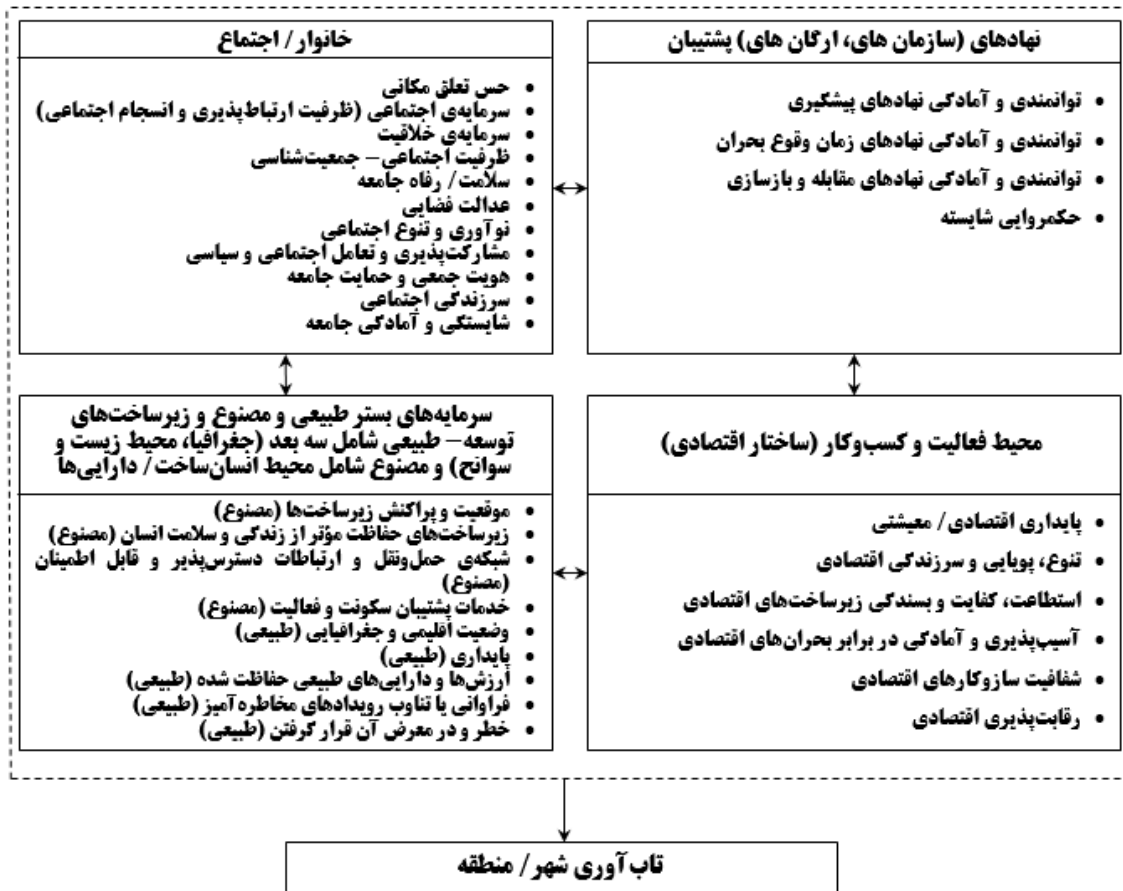 نهادهای (سازمان های، ارگان های) پشتیبان
• توانمندی و آمادگی نهادهای پیشگیری
• توانمندی و آمادگی نهادهای زمان وقوع بحران
• توانمندی و آمادگی نهادهای مقابله و بازسازی
• حکمروایی شایسته
خانوار / اجتماع
• حس تعلق مکانی
• سرمایه‌ی اجتماعی (ظرفیت ارتباط‌پذیری و انسجام اجتماعی)
• سرمایه‌ی خلاقیت
• ظرفیت اجتماعی – جمعیت‌شناسی
• سلامت/ رفاه جامعه
• عدالت فضایی
• نوآوری و تنوع اجتماعی
• مشارکت‌پذیری و تعامل اجتماعی و سیاسی
• هویت جمعی و حمایت جامعه
• سرزندگی اجتماعی
• شایستگی و آمادگی جامعه
محیط فعالیت و کسب‌وکار (ساختار اقتصادی)
• پایداری اقتصادی/ معیشتی
• تنوع، پویایی و سرزندگی اقتصادی
• استطاعت، کفایت و بسندگی زیرساخت‌های اقتصادی
• آسیب‌پذیری و آمادگی در برابر بحران‌های اقتصادی
• شفافیت سازوکارهای اقتصادی
• رقابت‌پذیری اقتصادی
سرمایه‌های بستر طبیعی و مصنوع و زیرساخت‌های
توسعه – طبیعی شامل سه بعد (جغرافیا، محیط زیست و
سوانح) و مصنوع شامل محیط انسان‌ساخت/ دارایی‌ها
• موقعیت و پراکنش زیرساخت‌ها (مصنوع)
• زیرساخت‌های حفاظت مؤثر از زندگی و سلامت انسان (مصنوع)
• شبکه‌ی حمل‌ونقل و ارتباطات دسترس‌پذیر و قابل اطمینان
(مصنوع)
• خدمات پشتیبان سکونت و فعالیت (مصنوع)
• وضعیت اقلیمی و جغرافیایی (طبیعی)
• پایداری (طبیعی)
• ارزش‌ها و دارایی‌های طبیعی حفاظت شده (طبیعی)
• فراوانی یا تناوب رویدادهای مخاطره آمیز (طبیعی)
• خطر و در معرض آن قرار گرفتن (طبیعی)
تاب آوری شهر / منطقه